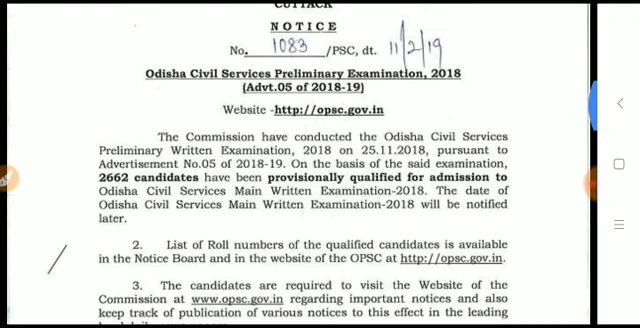 CUTTACK
NOTICE
No. 1083 /PSC, dt. 11/2/19
Odisha Civil Services Preliminary Examination, 2018
(Advt.05 of 2018-19)
Website -http://opsc.gov.in
The Commission have conducted the Odisha Civil Services
Preliminary Written Examination, 2018 on 25.11.2018, pursuant to
Advertisement No.05 of 2018-19. On the basis of the said examination,
2662 candidates have been provisionally qualified for admission to
Odisha Civil Services Main Written Examination-2018. The date of
Odisha Civil Services Main Written Examination-2018 will be notified
later.
2. List of Roll numbers of the qualified candidates is available
in the Notice Board and in the website of the OPSC at http://opsc.gov.in.
3. The candidates are required to visit the Website of the
Commission at www.opsc.gov.in regarding important notices and also
keep track of publication of various notices to this effect in the leading